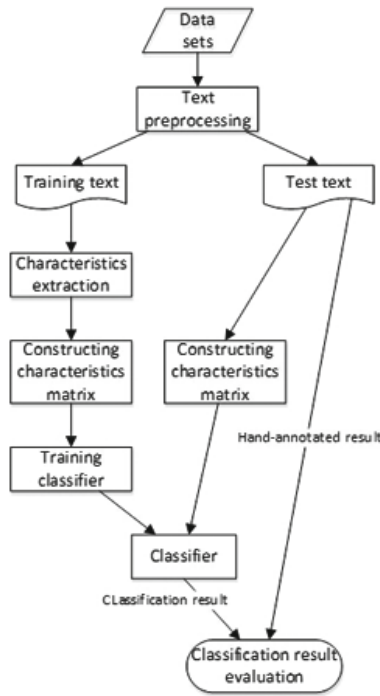 Data
sets
Text
preprocessing
Training text
Test text
Characteristics
extraction
Constructing
characteristics
matrix
Constructing
characteristics
matrix
Hand-annotated result
Training
classifier
Classifier
CLassification result
Classification result
evaluation